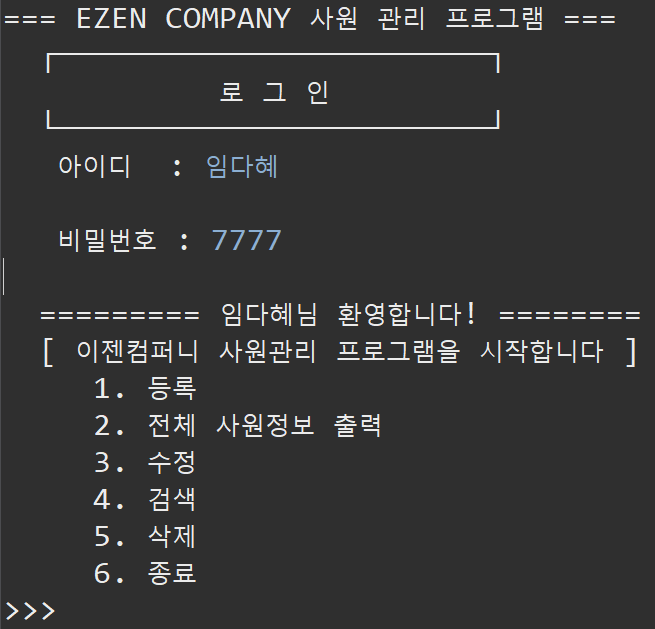 === EZEN COMPANY 사원 관리 프로그램 ===
로 그 인
아이디 : 임다혜
비밀번호 : 7777
========= 임다혜님 환영합니다! ========
[ 이젠컴퍼니 사원관리 프로그램을 시작합니다 ]
1. 등록
2. 전체 사원정보 출력
3. 수정
4. 검색
5. 삭제
6. 종료
>>>